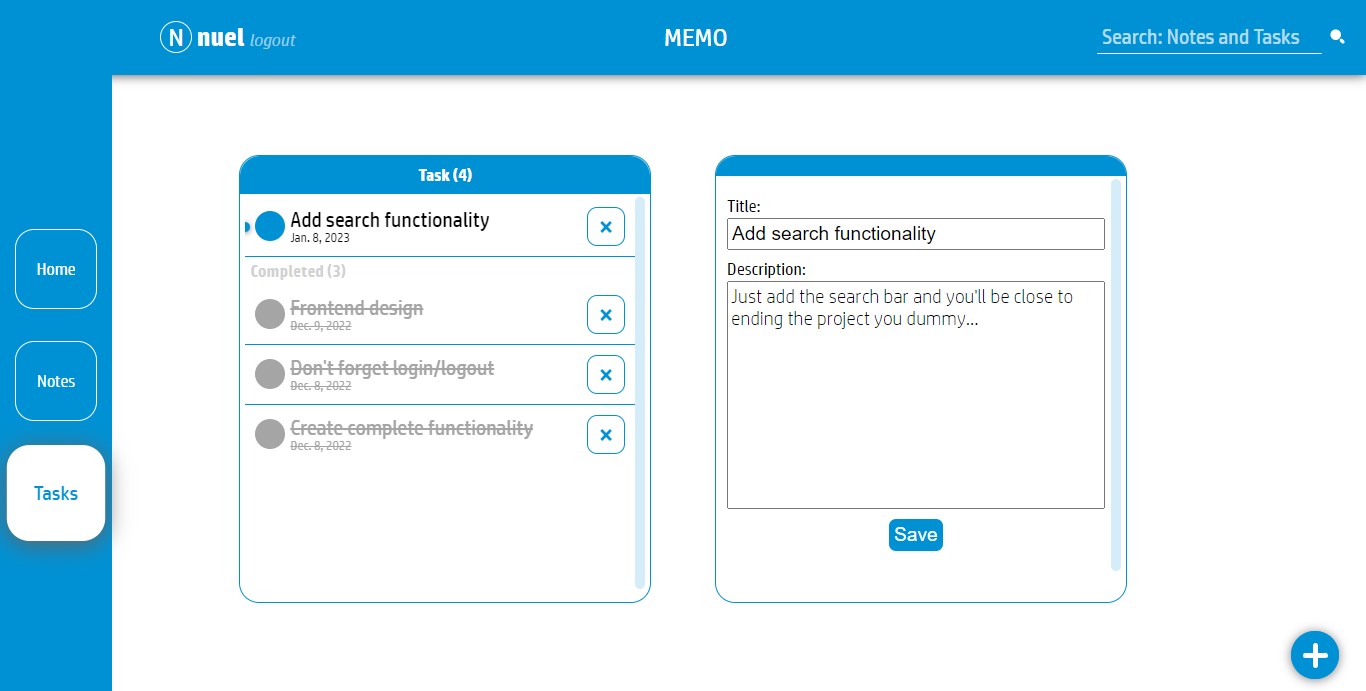 N nuel logout
MEMO
Search: Notes and Tasks
Home
Notes
Tasks
Task (4)
Add search functionality
Jan. 8, 2023
Completed (3)
Frontend design
Dec. 9, 2022
Don't forget login/logout
Dec. 8, 2022
Create complete functionality
Dec. 8, 2022
Title:
Add search functionality
Description:
Just add the search bar and you'll be close to
ending the project you dummy...
Save